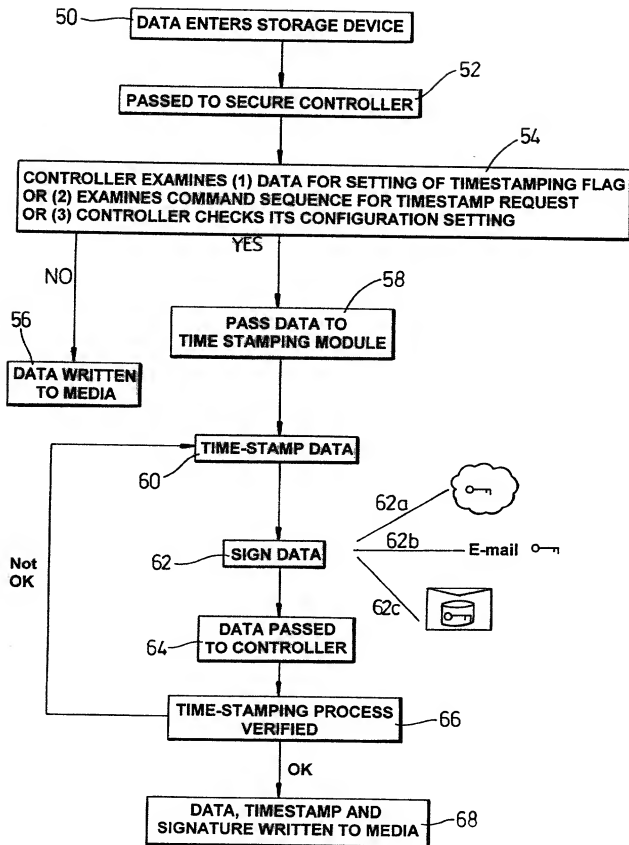 50
DATA ENTERS STORAGE DEVICE
52
PASSED TO SECURE CONTROLLER
54
CONTROLLER EXAMINES (1) DATA FOR SETTING OF TIMESTAMPING FLAG
OR (2) EXAMINES COMMAND SEQUENCE FOR TIMESTAMP REQUEST
OR (3) CONTROLLER CHECKS ITS CONFIGURATION SETTING
NO
YES
58
PASS DATA TO
TIME STAMPING MODULE
56
DATA WRITTEN
TO MEDIA
TIME-STAMP DATA
60
62a
62
SIGN DATA
62b
E-mail
Not
OK
62c
DATA PASSED
TO CONTROLLER
64
TIME-STAMPING PROCESS
VERIFIED
66
OK
DATA, TIMESTAMP AND
SIGNATURE WRITTEN TO MEDIA
68